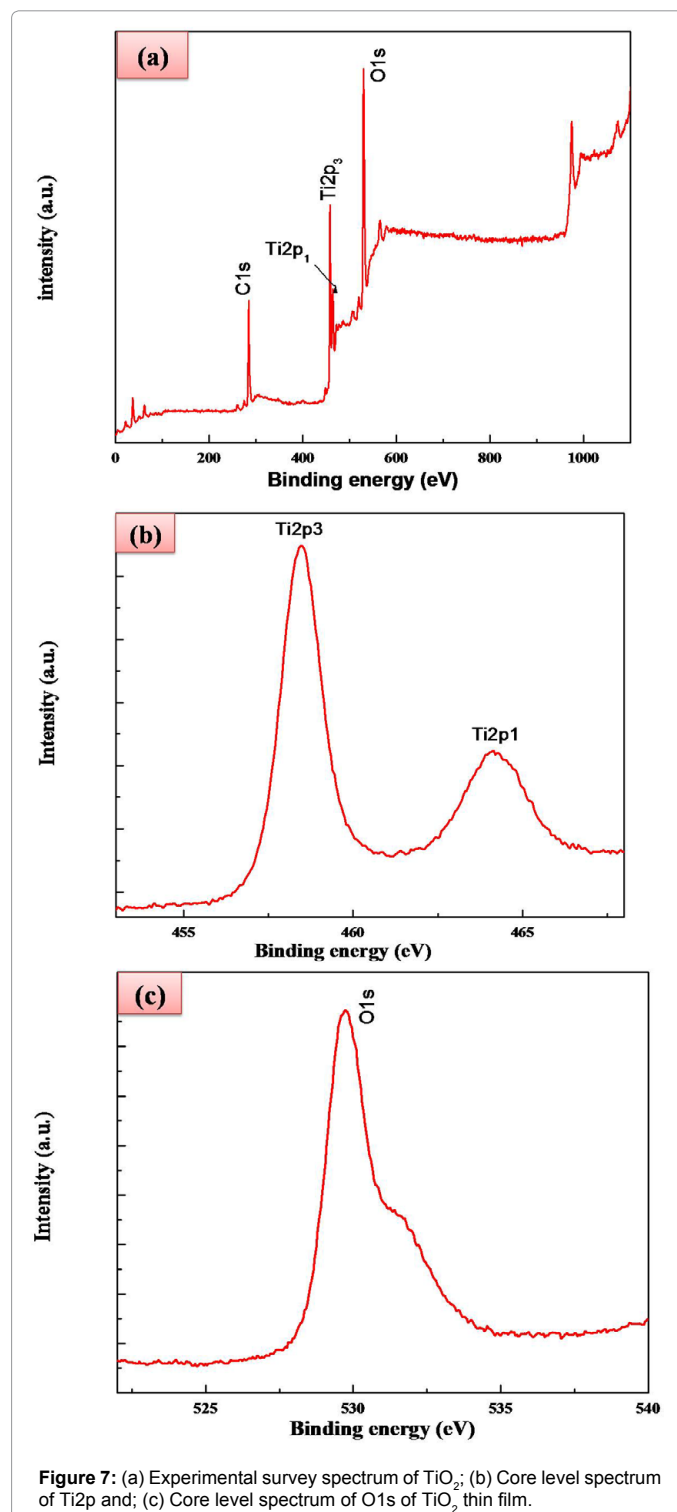 (a)
O1s
Ti2p₃
Ti2p₁
C1s
intensity (a.u.)
0 200 400 600 800 1000
Binding energy (eV)
(b)
Ti2p3
Ti2p1
Intensity (a.u.)
455 460 465
Binding energy (eV)
(c)
O1s
Intensity (a.u.)
525 530 535 540
Binding energy (eV)
Figure 7: (a) Experimental survey spectrum of TiO₂; (b) Core level spectrum
of Ti2p and; (c) Core level spectrum of O1s of TiO₂ thin film.